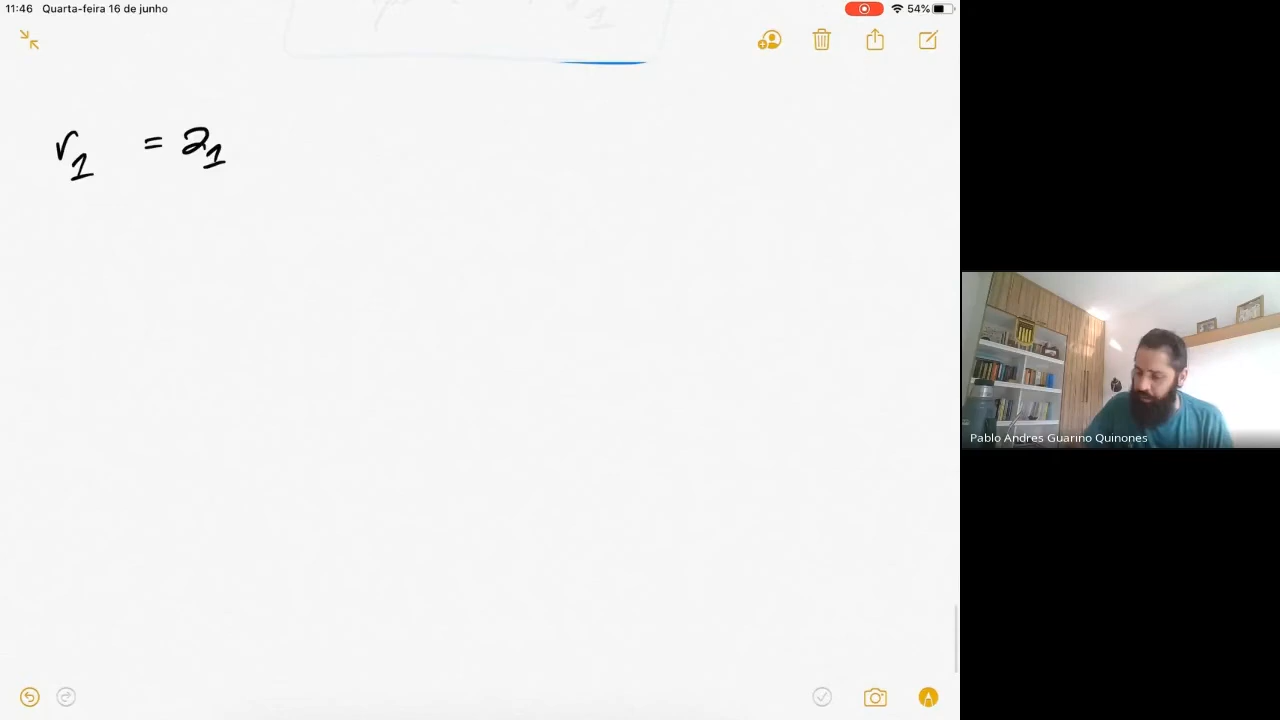 11:46 Quarta-feira 16 de junho 54%
r₁ = a₁
Pablo Andres Guarino Quinones